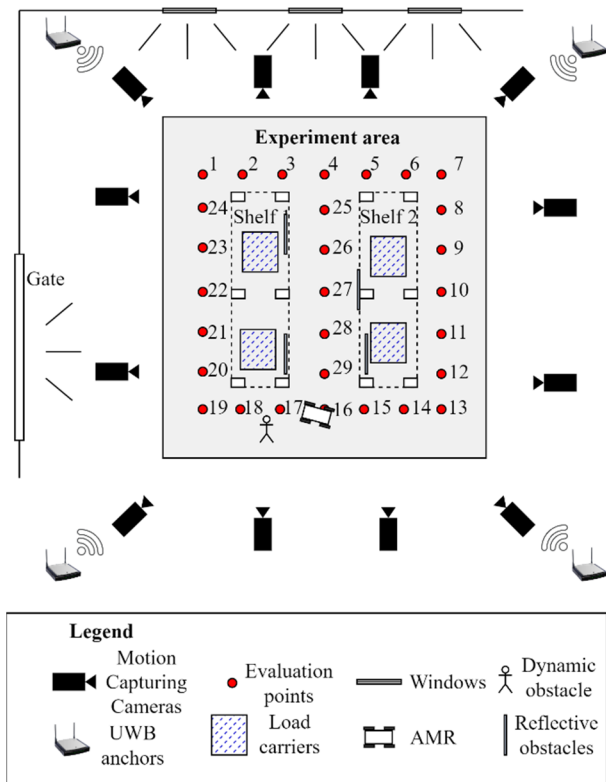 Experiment area
1 2 3 4 5 6 7
24 25 8
Shelf 1 Shelf 2
23 26 9
Gate
22 27 10
21 28 11
20 29 12
19 18 17 16 15 14 13
Legend
Motion Capturing Cameras
Evaluation points
Windows
Dynamic obstacle
UWB anchors
Load carriers
AMR
Reflective obstacles